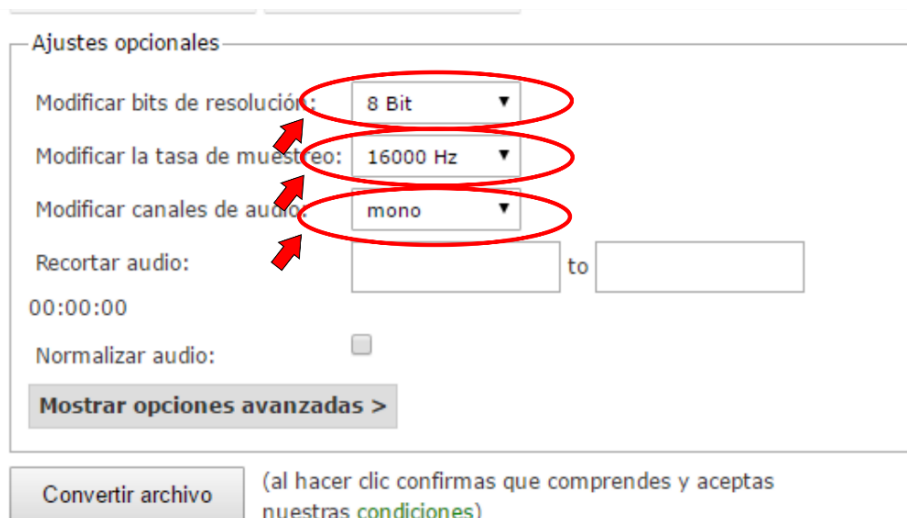 Ajustes opcionales
Modificar bits de resolución: 8 Bit
Modificar la tasa de muestreo: 16000 Hz
Modificar canales de audio: mono
Recortar audio: to
00:00:00
Normalizar audio:
Mostrar opciones avanzadas >
Convertir archivo (al hacer clic confirmas que comprendes y aceptas
nuestras condiciones)